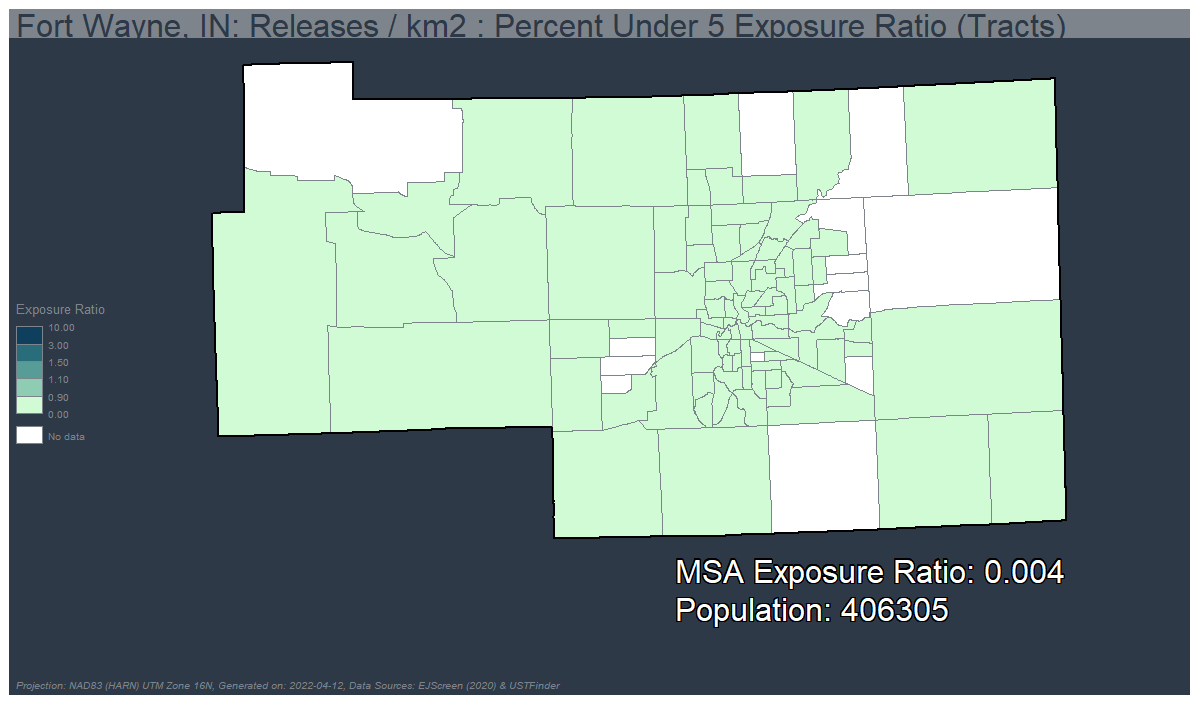 Fort Wayne, IN: Releases / km2 : Percent Under 5 Exposure Ratio (Tracts)
Exposure Ratio
10.00
3.00
1.50
1.10
0.90
0.00
No data
MSA Exposure Ratio: 0.004
Population: 406305
Projection: NAD83 (HARN) UTM Zone 16N, Generated on: 2022-04-12, Data Sources: EJScreen (2020) & USTFinder